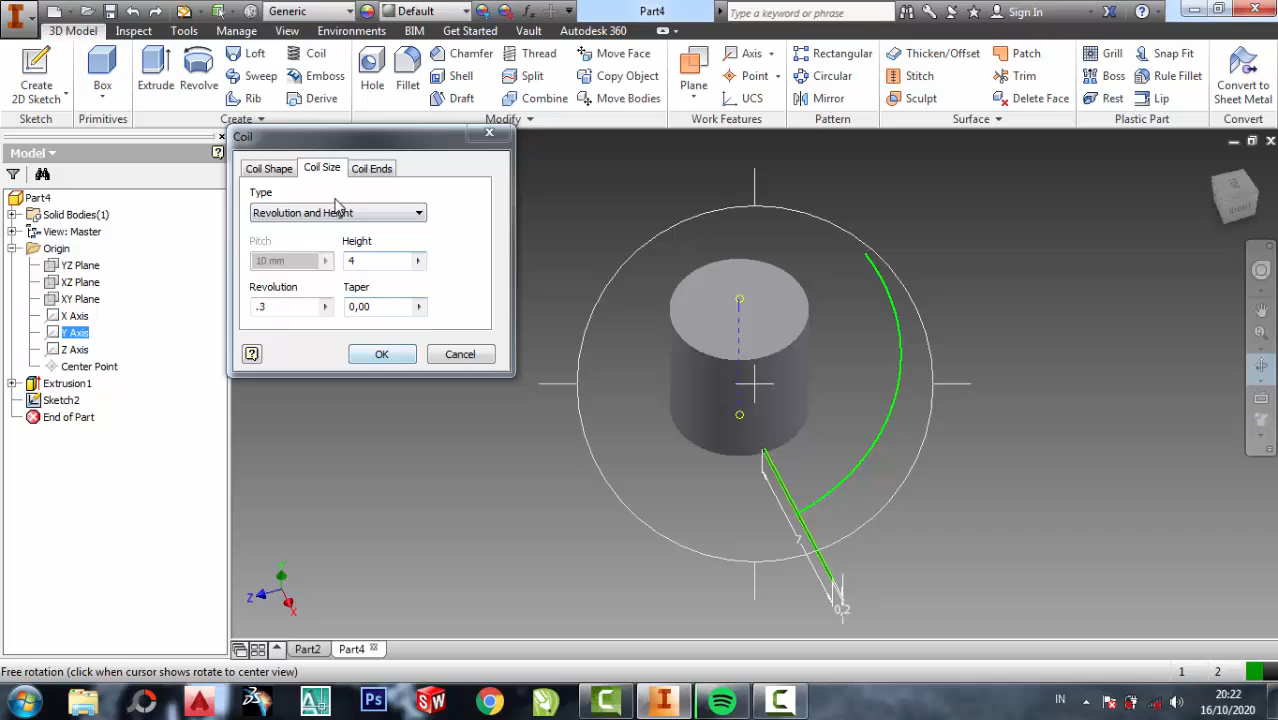 Generic
Default
Part4
Type a keyword or phrase
Sign In
3D Model
Inspect
Tools
Manage
View
Environments
BIM
Get Started
Vault
Autodesk 360
Create
2D Sketch
Box
Extrude
Revolve
Loft
Sweep
Rib
Coil
Emboss
Derive
Hole
Fillet
Chamfer
Shell
Draft
Thread
Split
Combine
Move Face
Copy Object
Move Bodies
Plane
Axis
Point
UCS
Rectangular
Circular
Mirror
Thicken/Offset
Stitch
Sculpt
Patch
Trim
Delete Face
Grill
Boss
Rest
Snap Fit
Rule Fillet
Lip
Convert to
Sheet Metal
Sketch
Primitives
Create
Modify
Work Features
Pattern
Surface
Plastic Part
Convert
Model
Part4
Solid Bodies(1)
View: Master
Origin
YZ Plane
XZ Plane
XY Plane
X Axis
Y Axis
Z Axis
Center Point
Extrusion1
Sketch2
End of Part
Coil
Coil Shape
Coil Size
Coil Ends
Type
Revolution and Height
Pitch
Height
10 mm
4
Revolution
Taper
.3
0,00
OK
Cancel
RIGHT
7
0,2
Z
X
Part2
Part4
Free rotation (click when cursor shows rotate to center view)
1
2
IN
20:22
16/10/2020